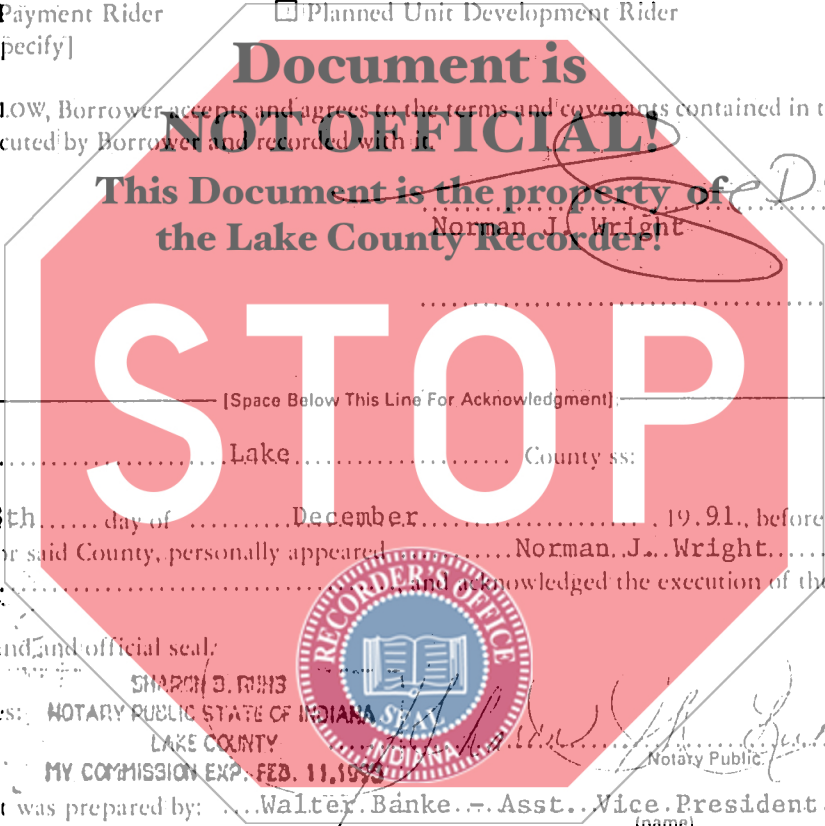 Payment Rider ☐ Planned Unit Development Rider
pecify]
Document is
LOW, Borrower accepts and agrees to the terms and covenants contained in t
NOT OFFICIAL!
cuted by Borrower and recorded with it.
This Document is the property of
Norman J. Wright
the Lake County Recorder!
STOP
[Space Below This Line For Acknowledgment]
Lake County ss:
th day of December, 19.91., before
or said County, personally appeared Norman J. Wright
, and acknowledged the execution of the
RECORDER'S OFFICE
SEAL
INDIANA
and and official seal.
SHARON
NOTARY PUBLIC STATE OF INDIANA
LAKE COUNTY
MY COMMISSION EXP. FEB. 11,
Notary Public
t was prepared by: Walter Banke - Asst. Vice President
(name)